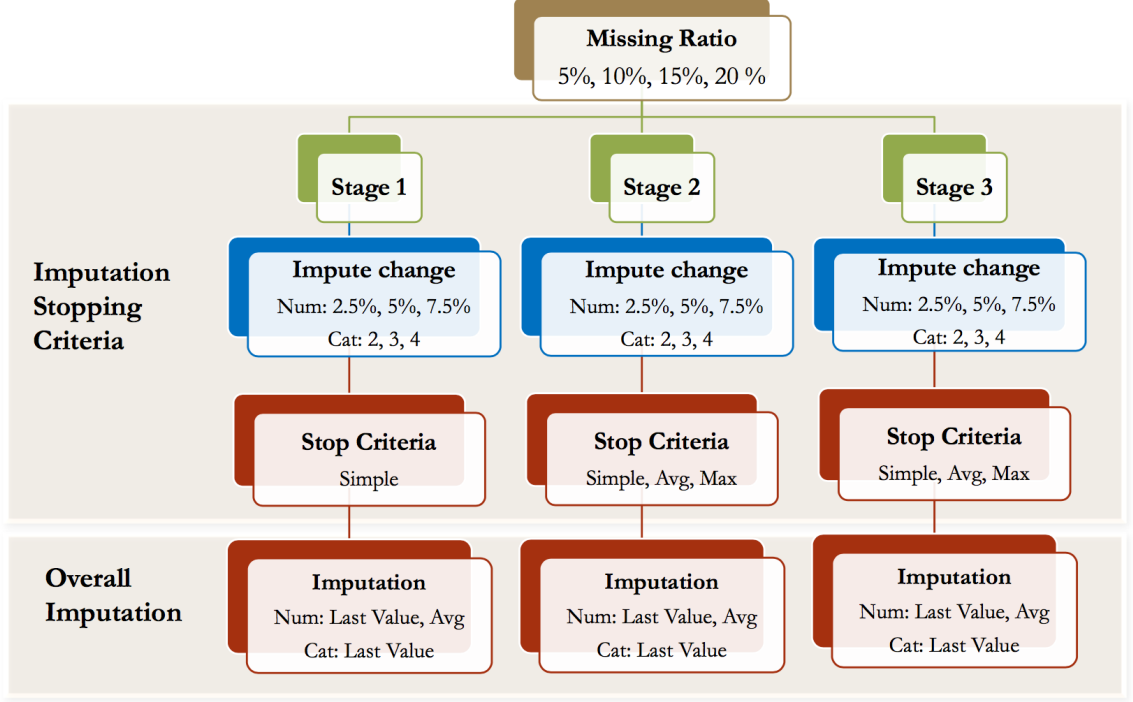 Missing Ratio
5%, 10%, 15%, 20 %
Stage 1
Stage 2
Stage 3
Imputation
Stopping
Criteria
Impute change
Num: 2.5%, 5%, 7.5%
Cat: 2, 3, 4
Impute change
Num: 2.5%, 5%, 7.5%
Cat: 2, 3, 4
Impute change
Num: 2.5%, 5%, 7.5%
Cat: 2, 3, 4
Stop Criteria
Simple
Stop Criteria
Simple, Avg, Max
Stop Criteria
Simple, Avg, Max
Overall
Imputation
Imputation
Num: Last Value, Avg
Cat: Last Value
Imputation
Num: Last Value, Avg
Cat: Last Value
Imputation
Num: Last Value, Avg
Cat: Last Value